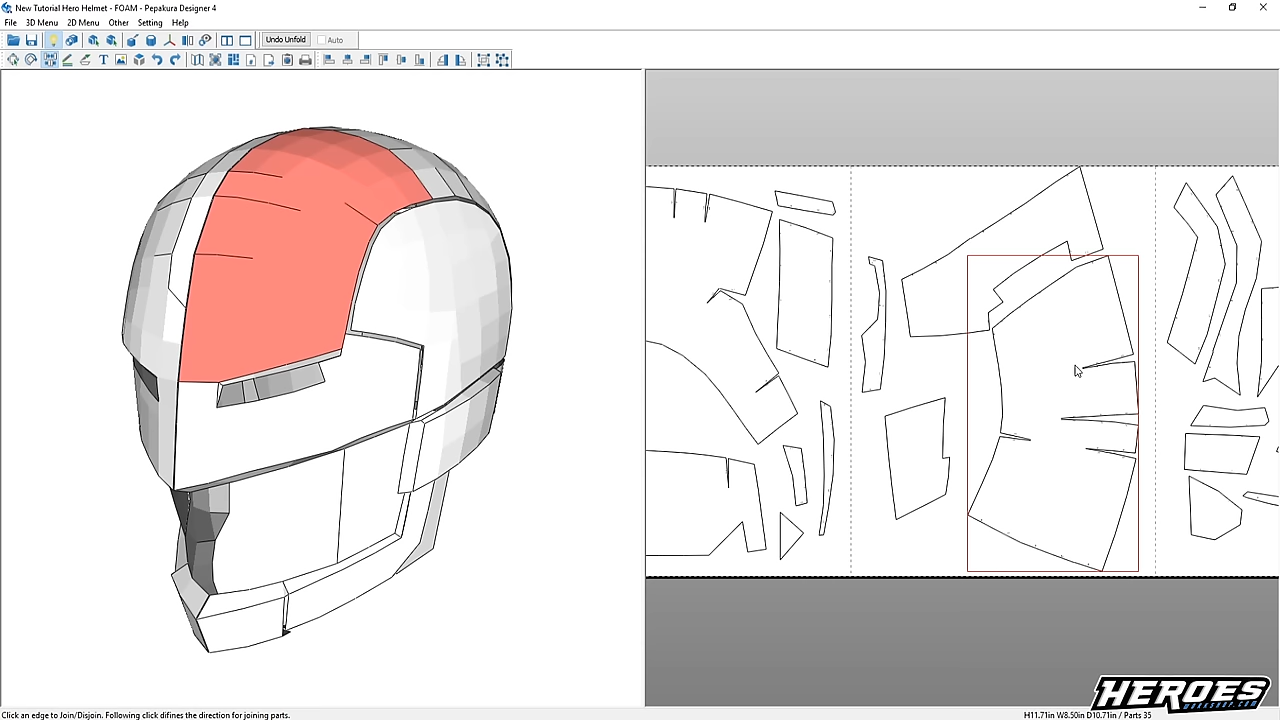 New Tutorial Hero Helmet - FOAM - Pepakura Designer 4
File 3D Menu 2D Menu Other Setting Help
Undo Unfold Auto
Click an edge to Join/Disjoin. Following click difines the direction for joining parts.
H11.71in W8.50in D10.71in / Parts 35
HEROES
WORKSHOP.COM